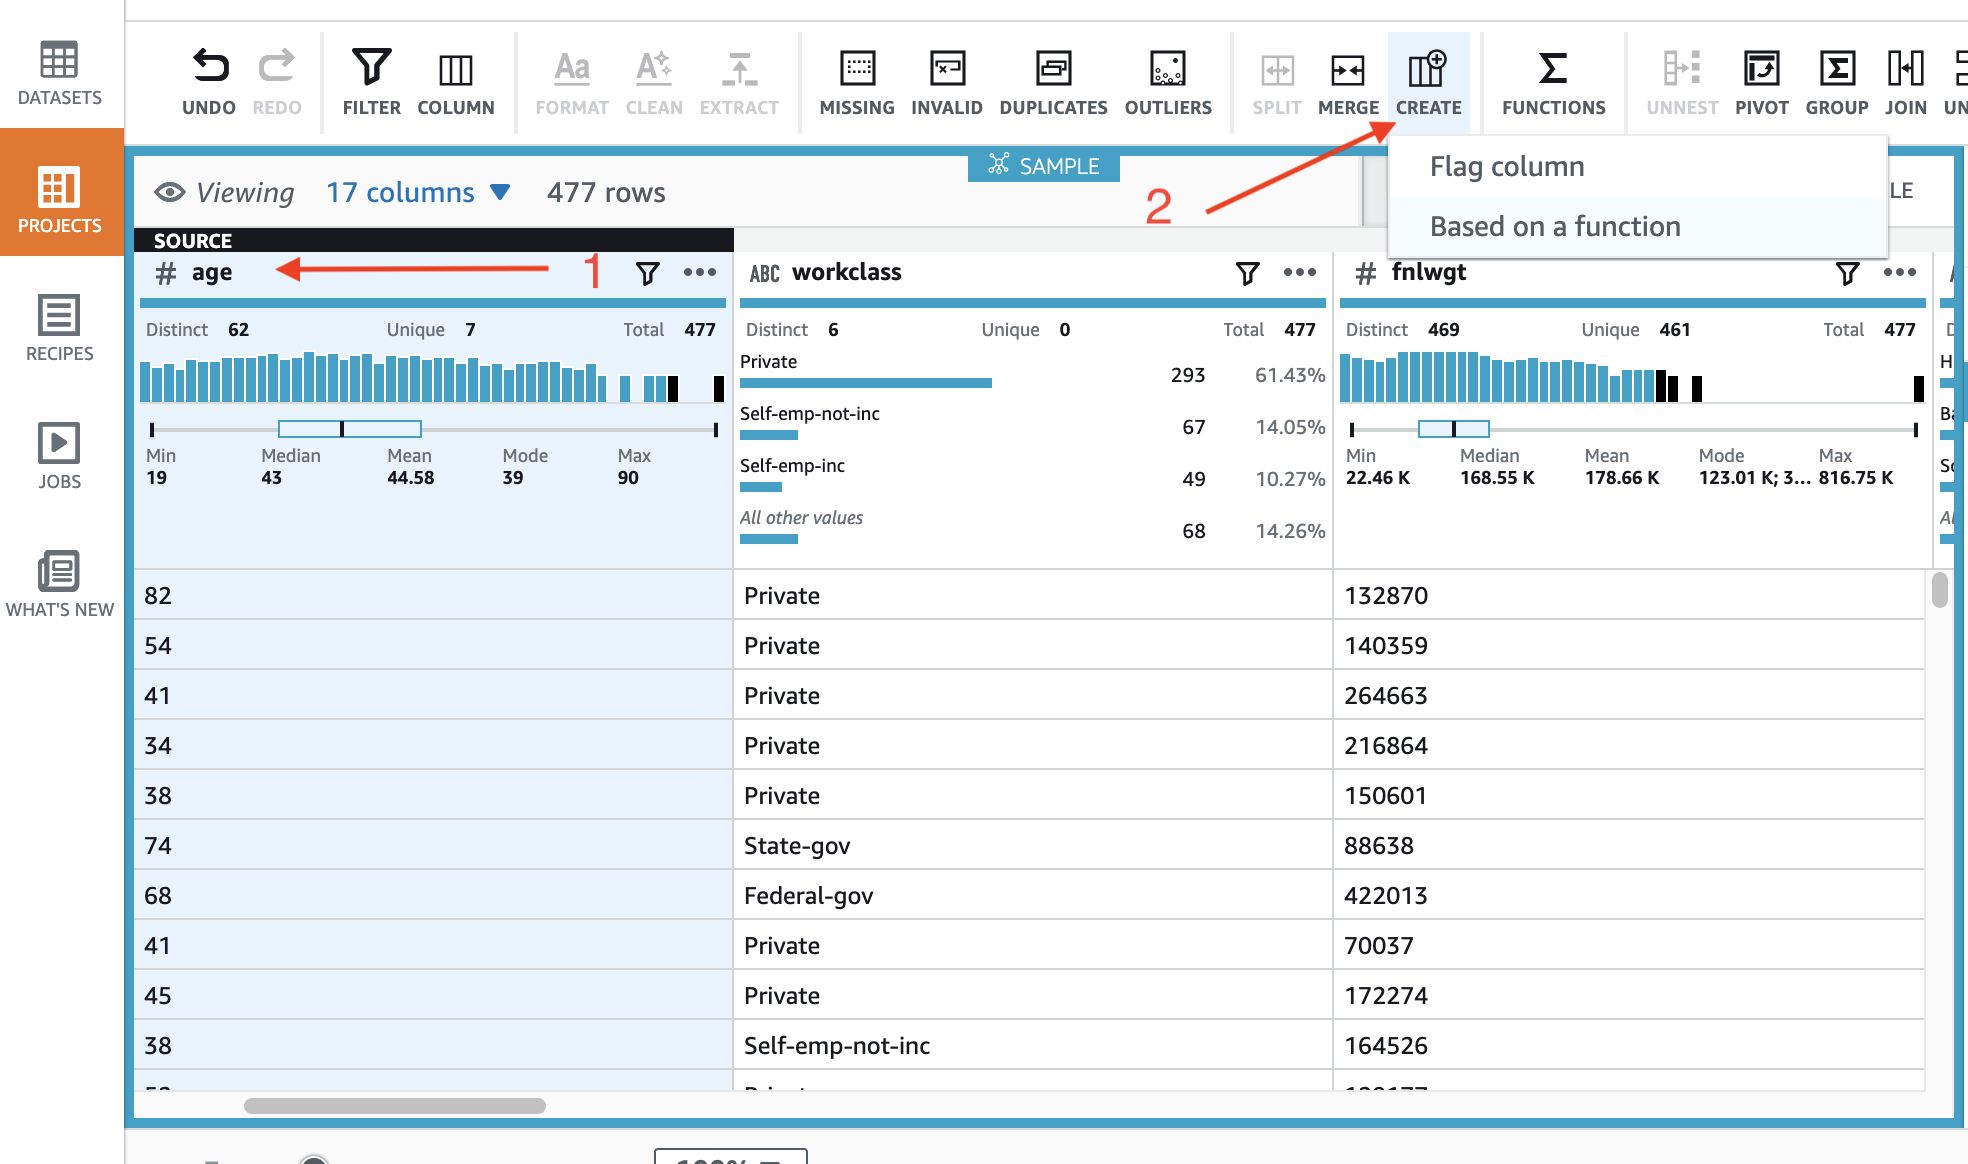 DATASETS
PROJECTS
RECIPES
JOBS
WHAT'S NEW
UNDO REDO FILTER COLUMN FORMAT CLEAN EXTRACT MISSING INVALID DUPLICATES OUTLIERS SPLIT MERGE CREATE FUNCTIONS UNNEST PIVOT GROUP JOIN UN
Flag column
Based on a function
SAMPLE
Viewing 17 columns 477 rows
2
LE
SOURCE
# age 1 ABC workclass # fnlwgt
Distinct 62 Unique 7 Total 477
Min Median Mean Mode Max
19 43 44.58 39 90
Distinct 6 Unique 0 Total 477
Private 293 61.43%
Self-emp-not-inc 67 14.05%
Self-emp-inc 49 10.27%
All other values 68 14.26%
Distinct 469 Unique 461 Total 477
Min Median Mean Mode Max
22.46 K 168.55 K 178.66 K 123.01 K; 3... 816.75 K
82 Private 132870
54 Private 140359
41 Private 264663
34 Private 216864
38 Private 150601
74 State-gov 88638
68 Federal-gov 422013
41 Private 70037
45 Private 172274
38 Self-emp-not-inc 164526